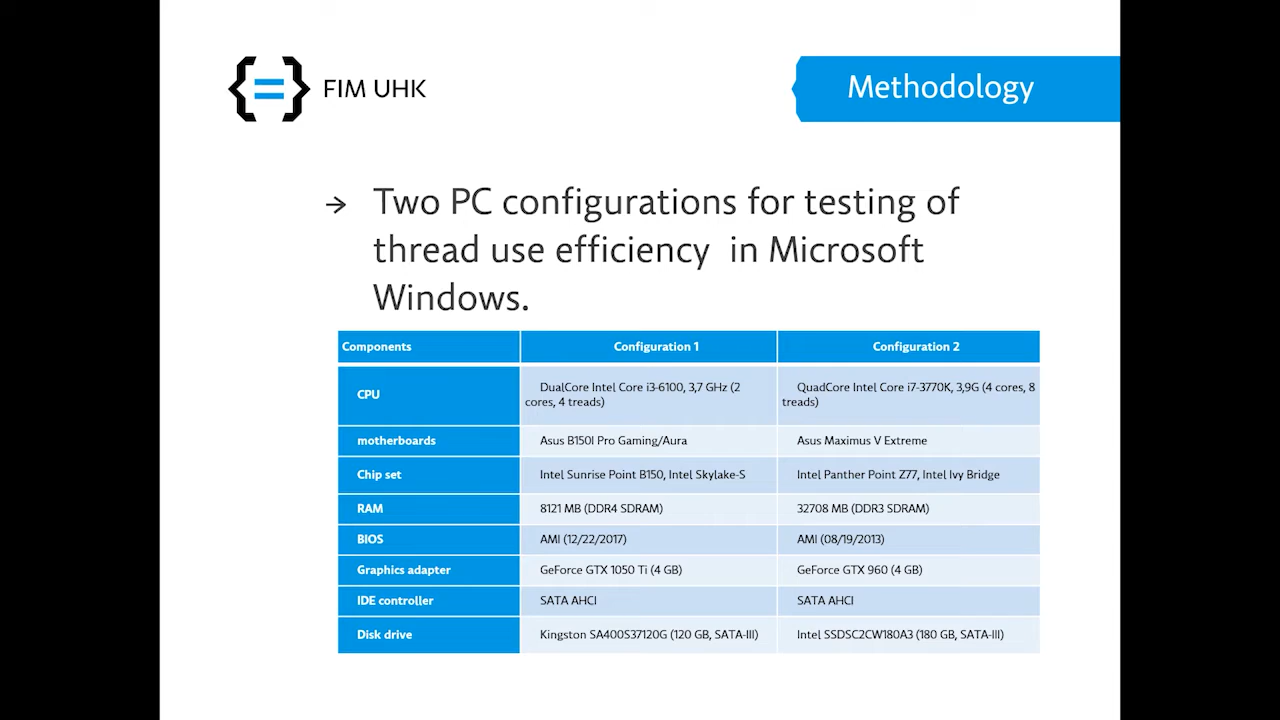 FIM UHK
Methodology
→ Two PC configurations for testing of
thread use efficiency  in Microsoft
Windows.
Components Configuration 1 Configuration 2
CPU DualCore Intel Core i3-6100, 3,7 GHz (2 cores, 4 treads) QuadCore Intel Core i7-3770K, 3,9G (4 cores, 8 treads)
motherboards Asus B150I Pro Gaming/Aura Asus Maximus V Extreme
Chip set Intel Sunrise Point B150, Intel Skylake-S Intel Panther Point Z77, Intel Ivy Bridge
RAM 8121 MB (DDR4 SDRAM) 32708 MB (DDR3 SDRAM)
BIOS AMI (12/22/2017) AMI (08/19/2013)
Graphics adapter GeForce GTX 1050 Ti (4 GB) GeForce GTX 960 (4 GB)
IDE controller SATA AHCI SATA AHCI
Disk drive Kingston SA400S37120G (120 GB, SATA-III) Intel SSDSC2CW180A3 (180 GB, SATA-III)